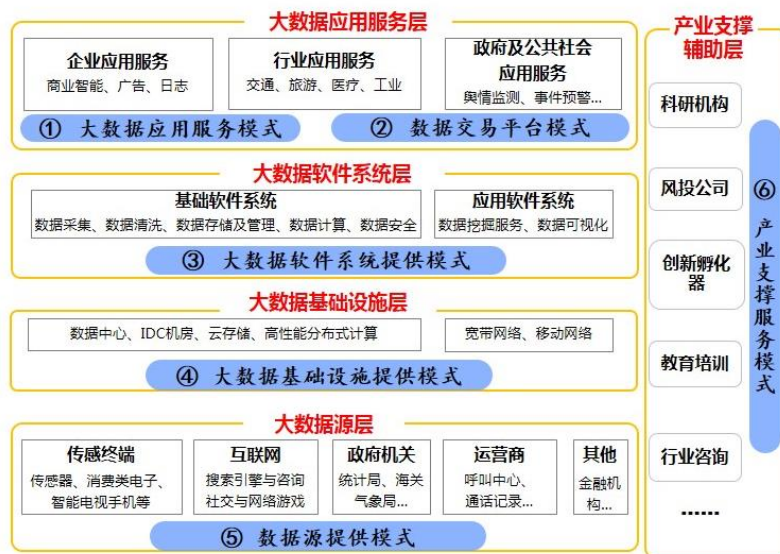 大数据应用服务层
企业应用服务
商业智能、广告、日志
行业应用服务
交通、旅游、医疗、工业
政府及公共社会
应用服务
舆情监测、事件预警...
① 大数据应用服务模式
② 数据交易平台模式
大数据软件系统层
基础软件系统
数据采集、数据清洗、数据存储及管理、数据计算、数据安全
应用软件系统
数据挖掘服务、数据可视化
③ 大数据软件系统提供模式
大数据基础设施层
数据中心、IDC机房、云存储、高性能分布式计算
宽带网络、移动网络
④ 大数据基础设施提供模式
大数据源层
传感终端
传感器、消费类电子、
智能电视手机等
互联网
搜索引擎与咨询
社交与网络游戏
政府机关
统计局、海关
气象局...
运营商
呼叫中心、
通话记录...
其他
金融机
构...
⑤ 数据源提供模式
产业支撑
辅助层
科研机构
风投公司
创新孵化
器
教育培训
行业咨询
......
⑥产业支撑服务模式